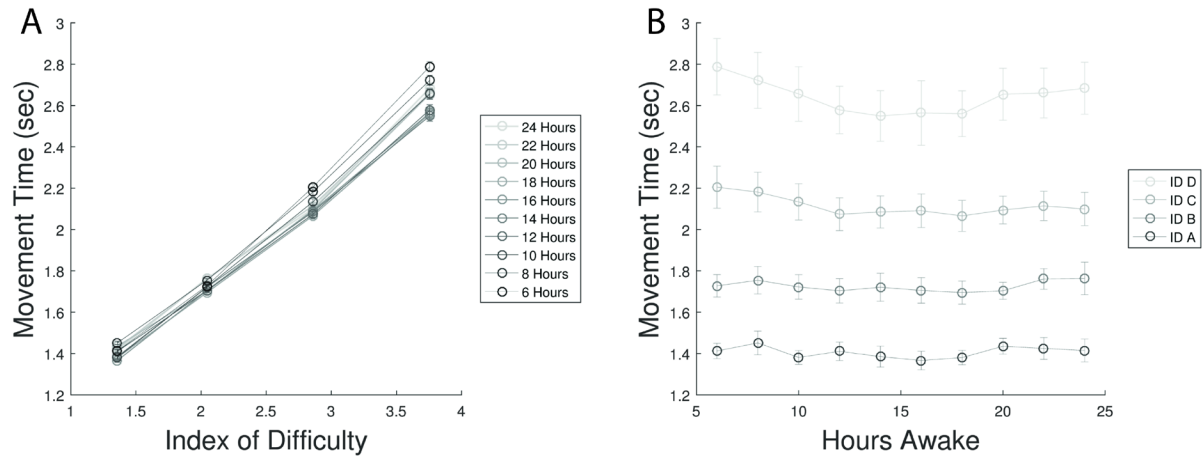 A
Movement Time (sec)
3
2.8
2.6
2.4
2.2
2
1.8
1.6
1.4
1.2
1
1.5
2
2.5
3
3.5
4
Index of Difficulty
24 Hours
22 Hours
20 Hours
18 Hours
16 Hours
14 Hours
12 Hours
10 Hours
8 Hours
6 Hours
B
Movement Time (sec)
3
2.8
2.6
2.4
2.2
2
1.8
1.6
1.4
1.2
5
10
15
20
25
Hours Awake
ID D
ID C
ID B
ID A